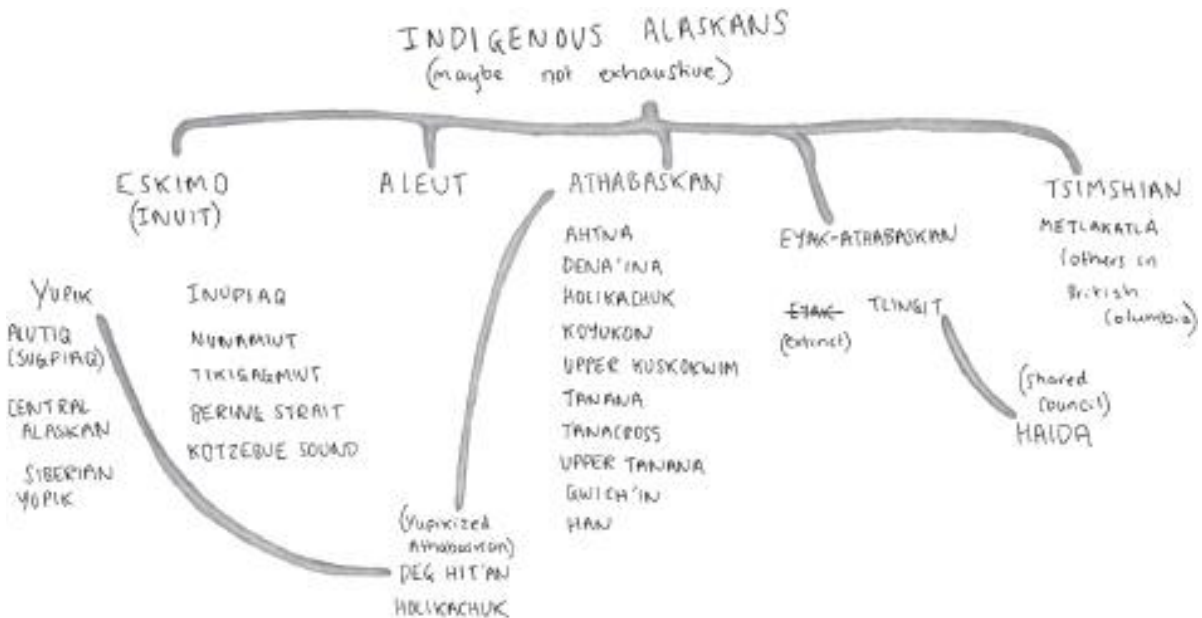 INDIGENOUS ALASKANS
(maybe not exhaustive)
ESKIMO
(INUIT)
YUPIK
ALUTIQ
(SUGPIAQ)
CENTRAL
ALASKAN
SIBERIAN
YUPIK
INUPIAQ
NUNAMIUT
TIKIGAGMIUT
BERING STRAIT
KOTZEBUE SOUND
ALEUT
ATHABASKAN
AHTNA
DENA'INA
HOLIKACHUK
KOYUKON
UPPER KUSKOKWIM
TANANA
TANACROSS
UPPER TANANA
GWICH'IN
HAN
(Yupikized
Athabaskan)
DEG HIT'AN
HOLIKACHUK
EYAK-ATHABASKAN
EYAK
(extinct)
TLINGIT
(shared
council)
HAIDA
TSIMSHIAN
METLAKATLA
(others in
British
Columbia)